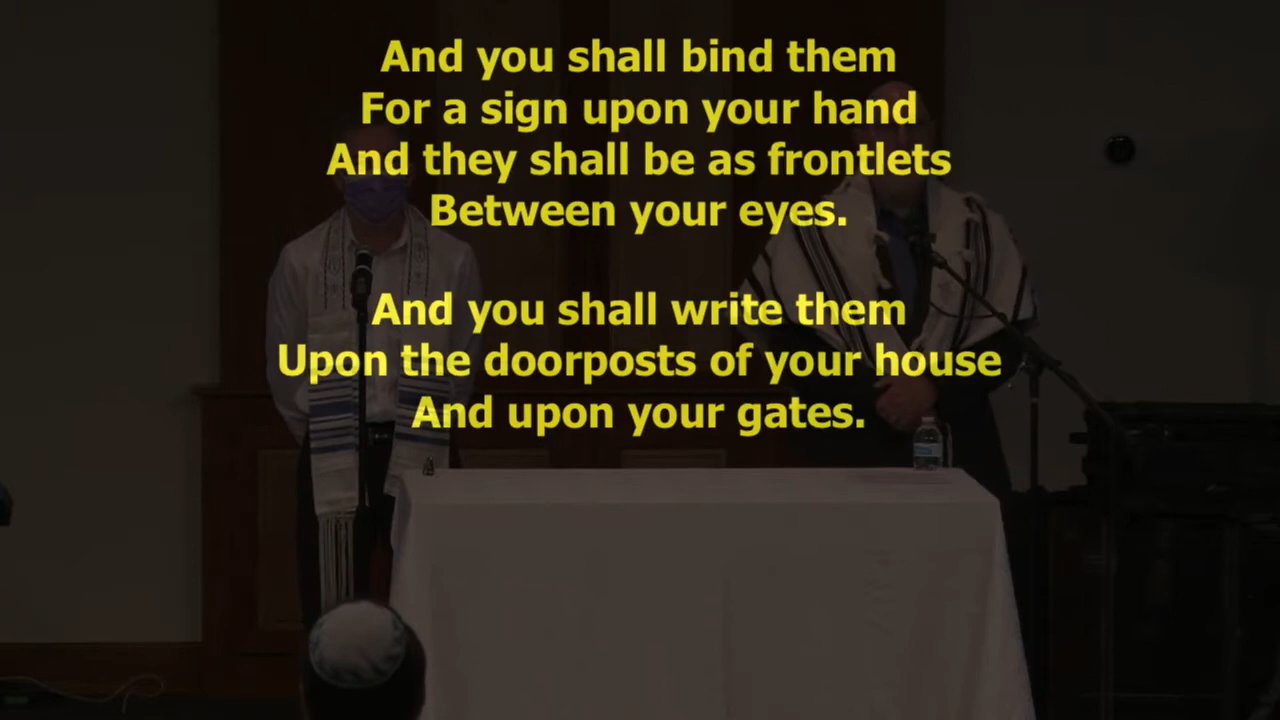 And you shall bind them
For a sign upon your hand
And they shall be as frontlets
Between your eyes.
And you shall write them
Upon the doorposts of your house
And upon your gates.